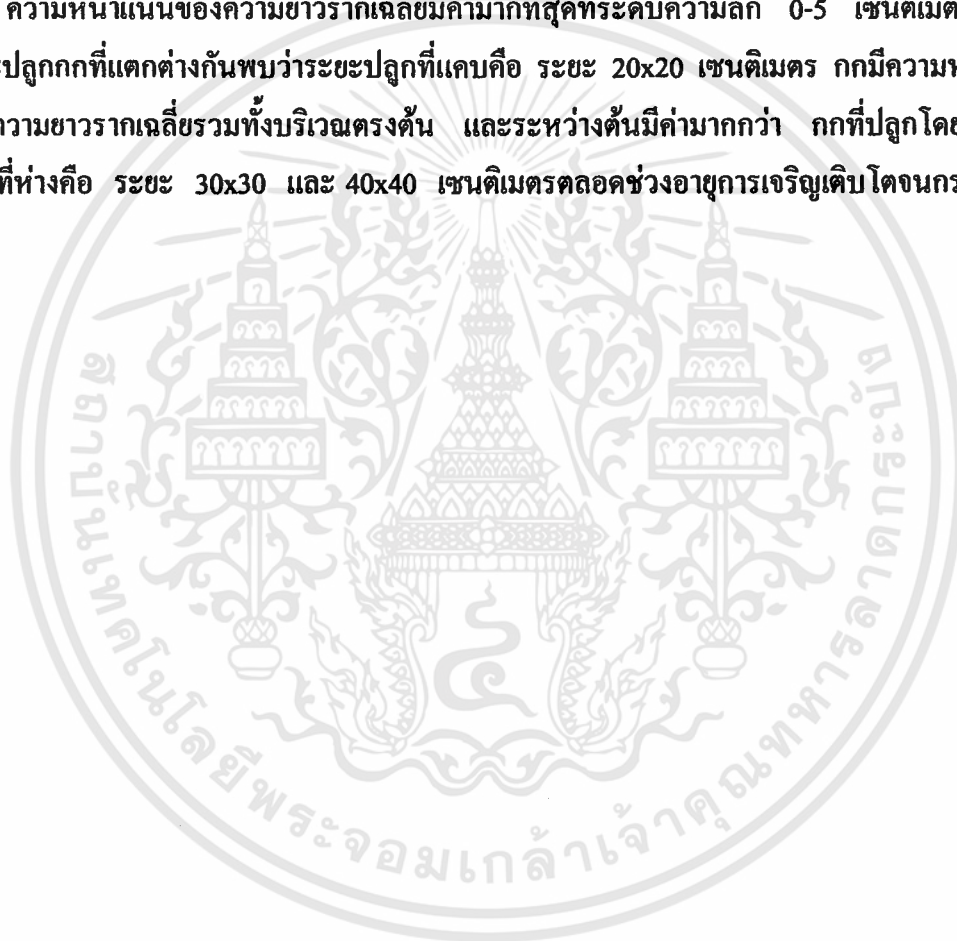 ความหนาแน่นของความยาวรากเฉลี่ยมีค่ามากที่สุดที่ระดับความลึก 0-5 เซนติเมต
ปลูกกกที่แตกต่างกันพบว่าระยะปลูกที่แคบคือ ระยะ 20x20 เซนติเมตร กกมีความห
วามยาวรากเฉลี่ยรวมทั้งบริเวณตรงต้น และระหว่างต้นมีค่ามากกว่า กกที่ปลูกโดย
ที่ห่างคือ ระยะ 30x30 และ 40x40 เซนติเมตรตลอดช่วงอายุการเจริญเติบโตจนกร
สถาบันเทคโนโลยีพระจอมเกล้าเจ้าคุณทหารลาดกระบัง